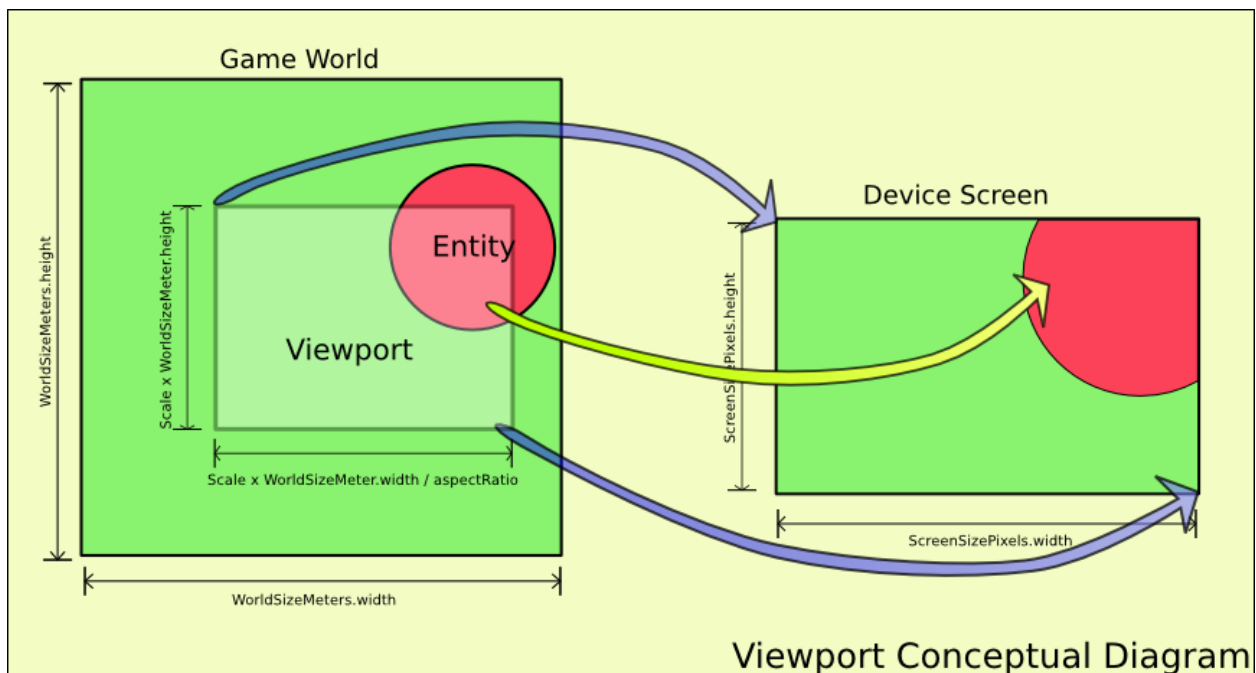 Game World
WorldSizeMeters.height
Scale x WorldSizeMeter.height
Entity
Viewport
Scale x WorldSizeMeter.width / aspectRatio
WorldSizeMeters.width
Device Screen
ScreenSizePixels.height
ScreenSizePixels.width
Viewport Conceptual Diagram